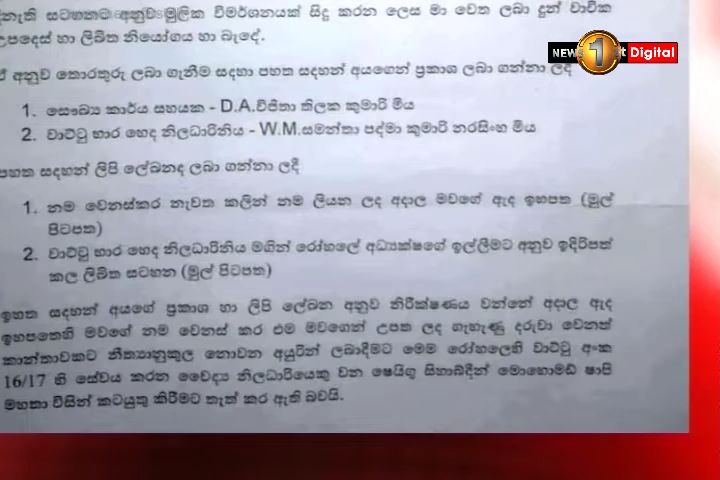 දිනැති සටහනට අනුව මුලික විමර්ශනයක් සිදු කරන ලෙස මා වෙත ලබා දුන් වාචික
උපදෙස් හා ලිඛිත නියෝගය හා බැදේ.
NEWS 1st Digital
ඒ අනුව තොරතුරු ලබා ගැනීම සදහා පහත සදහන් අයගෙන් ප්‍රකාශ ලබා ගන්නා ලදී
1. සෞඛ්‍ය කාර්ය සහයක - D.A.විජිතා තිලක කුමාරි මිය
2. වාට්ටු භාර හෙද නිලධාරිනිය - W.M.සමන්තා පද්මා කුමාරි නරසිංහ මිය
පහත සදහන් ලිපි ලේඛනද ලබා ගන්නා ලදී
1. නම වෙනස්කර නැවත කලින් නම ලියන ලද අදාල මවගේ ඇද ඉහපත (මුල්
පිටපත)
2. වාට්ටු භාර හෙද නිලධාරිනිය මගින් රෝහලේ අධ්‍යක්ෂගේ ඉල්ලීමට අනුව ඉදිරිපත්
කල ලිඛිත සටහන (මුල් පිටපත)
ඉහත සදහන් අයගේ ප්‍රකාශ හා ලිපි ලේඛන අනුව නිරීක්ෂණය වන්නේ අදාල ඇද
ඉහපතෙහි මවගේ නම වෙනස් කර එම මවගෙන් උපත ලද ගැහැණු දරුවා වෙනත්
කාන්තාවකට නීත්‍යානුකුල නොවන අයුරින් ලබාදීමට මෙම රෝහලෙහි වාට්ටු අංක
16/17 හි සේවය කරන වෛද්‍ය නිලධාරියෙකු වන ෂෙයිගු සිහාබ්දීන් මොහොමඩ් ෂාපි
මහතා විසින් කටයුතු කිරීමට තැත් කර ඇති බවයි.